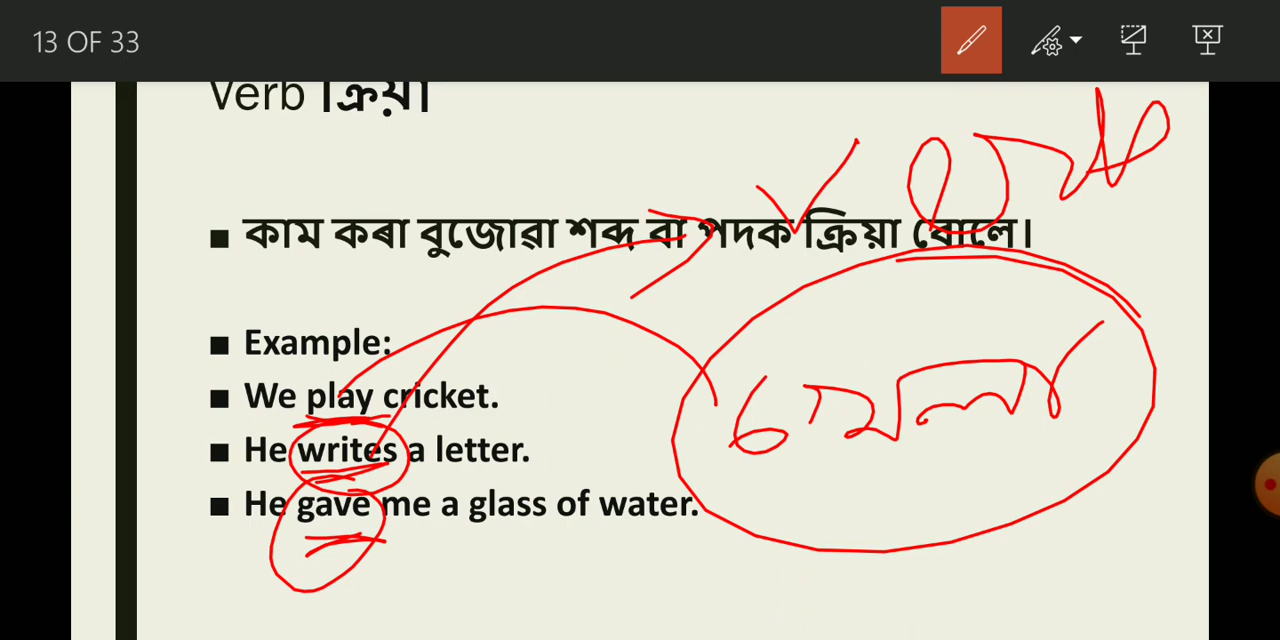 13 OF 33
Verb ক্ৰিয়া
■ কাম কৰা বুজোৱা শব্দ বা পদক ক্ৰিয়া বোলে।
■ Example:
■ We play cricket.
■ He writes a letter.
■ He gave me a glass of water.